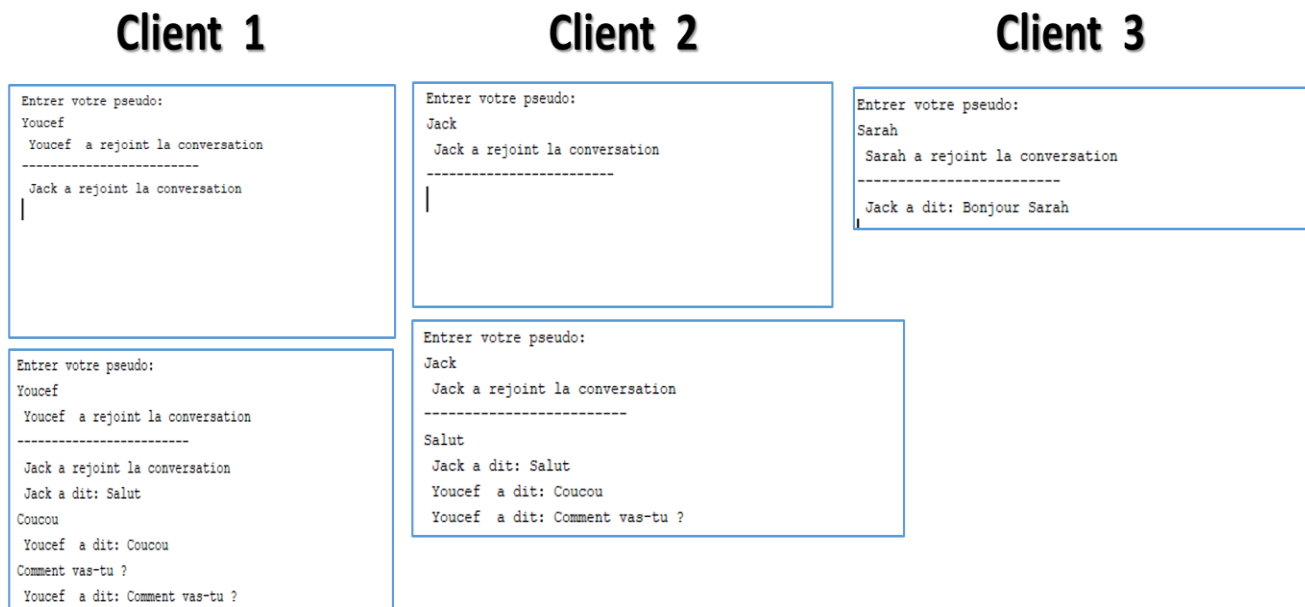 Client 1
Client 2
Client 3
Entrer votre pseudo:
Youcef
Youcef  a rejoint la conversation
-------------------------
Jack a rejoint la conversation
Entrer votre pseudo:
Jack
Jack a rejoint la conversation
-------------------------
Entrer votre pseudo:
Sarah
Sarah a rejoint la conversation
-------------------------
Jack a dit: Bonjour Sarah
Entrer votre pseudo:
Youcef
Youcef  a rejoint la conversation
-------------------------
Jack a rejoint la conversation
Jack a dit: Salut
Coucou
Youcef  a dit: Coucou
Comment vas-tu ?
Youcef  a dit: Comment vas-tu ?
Entrer votre pseudo:
Jack
Jack a rejoint la conversation
-------------------------
Salut
Jack a dit: Salut
Youcef  a dit: Coucou
Youcef  a dit: Comment vas-tu ?